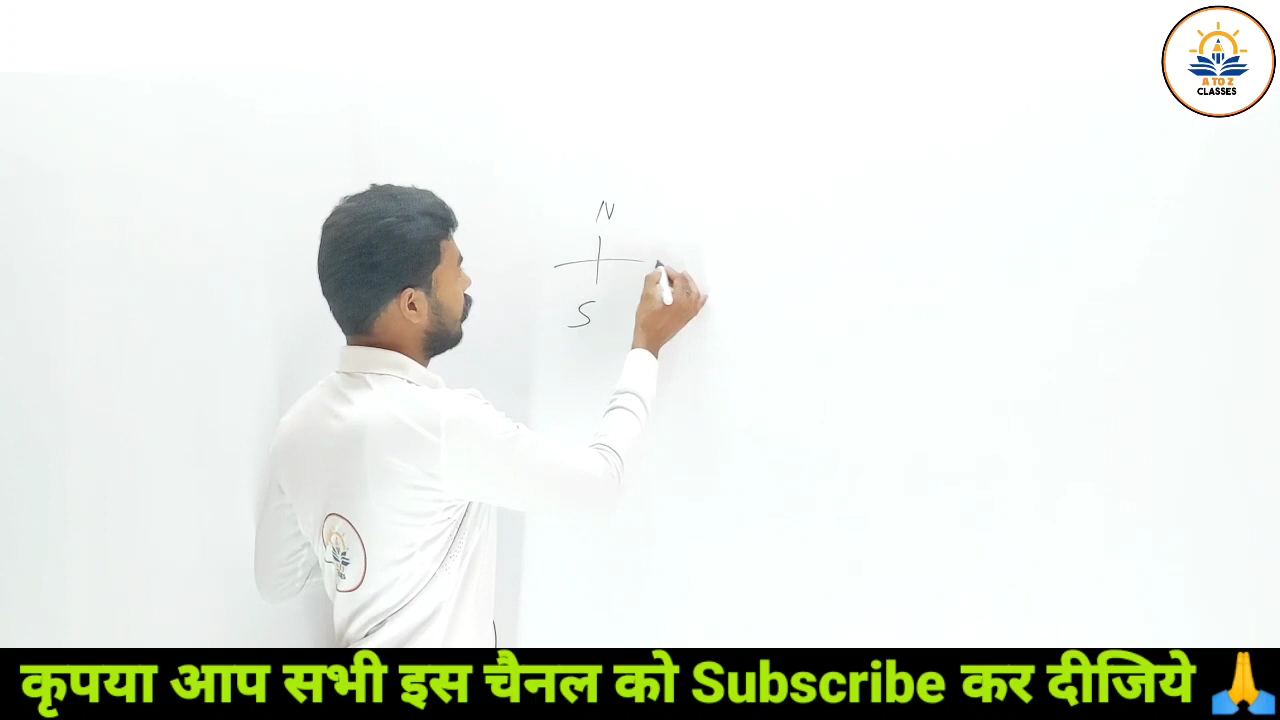 A TO Z
CLASSES
N
S
कृपया आप सभी इस चैनल को Subscribe कर दीजिये 🙏